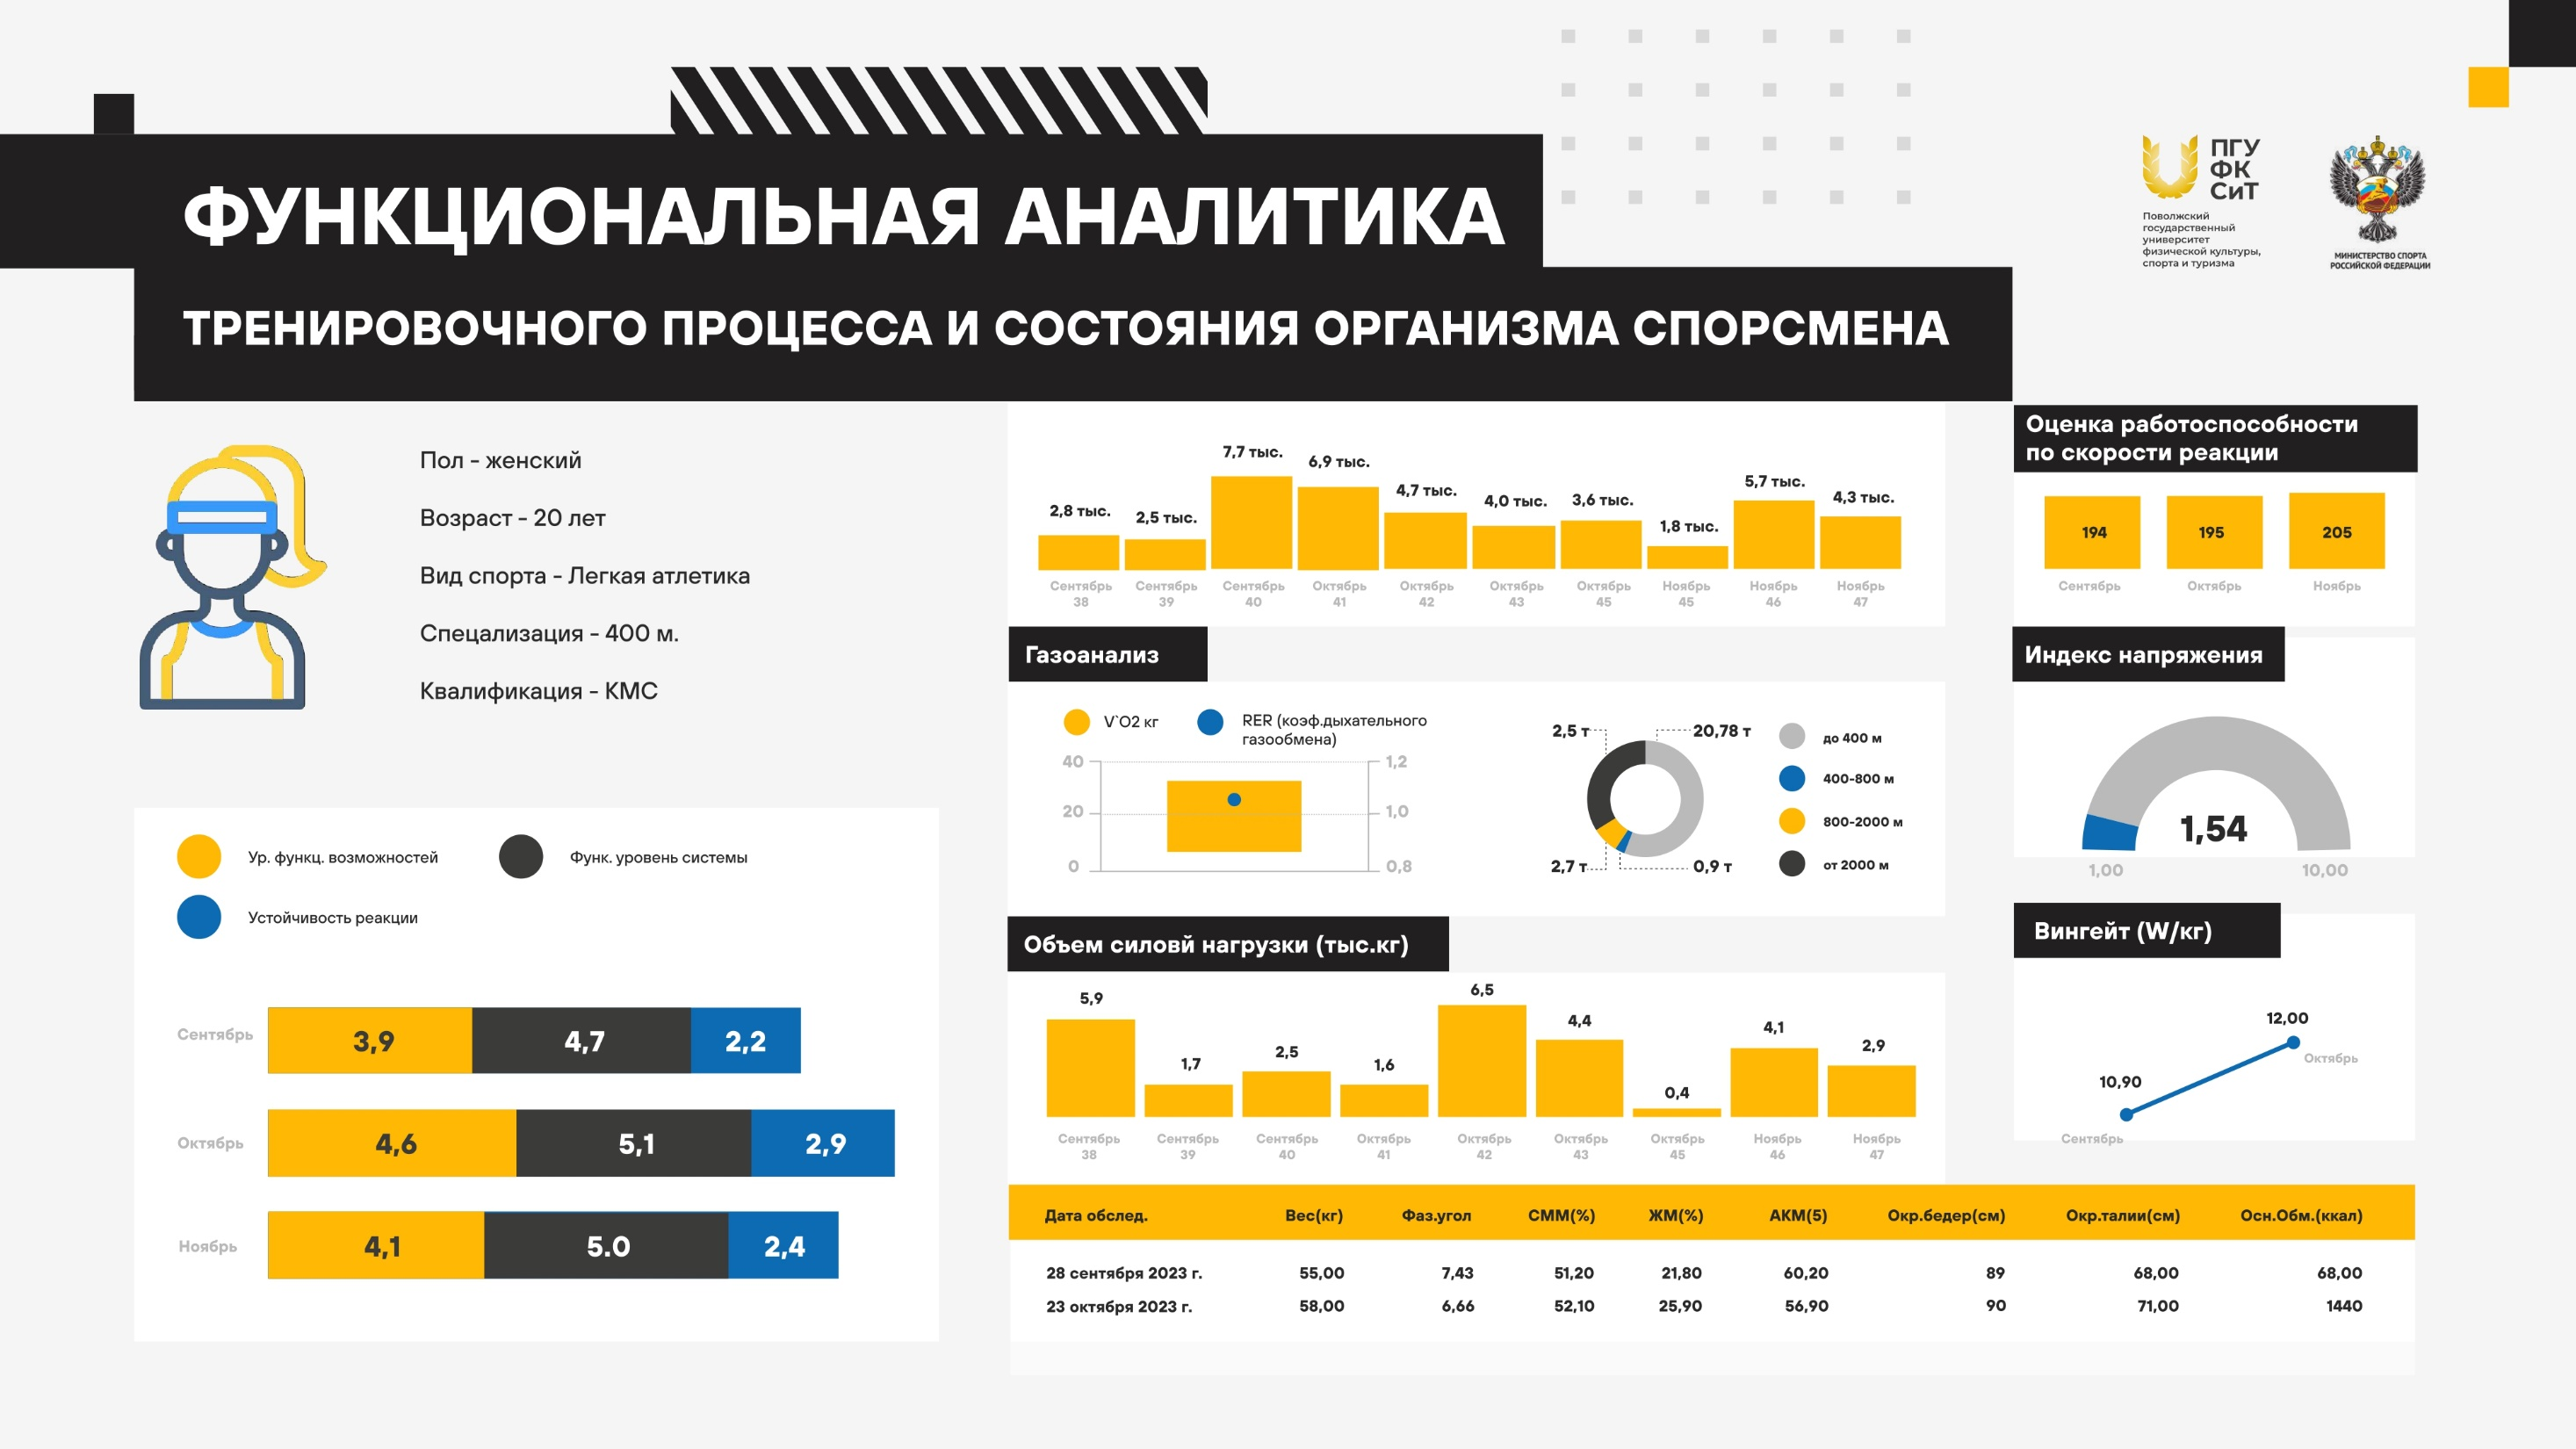 ФУНКЦИОНАЛЬНАЯ АНАЛИТИКА
ТРЕНИРОВОЧНОГО ПРОЦЕССА И СОСТОЯНИЯ ОРГАНИЗМА СПОРСМЕНА
ПГУ
ФК
СиТ
Поволжский
государственный
университет
физической культуры,
спорта и туризма
МИНИСТЕРСТВО СПОРТА
РОССИЙСКОЙ ФЕДЕРАЦИИ
Пол - женский
Возраст - 20 лет
Вид спорта - Легкая атлетика
Спецализация - 400 м.
Квалификация - КМС
Ур. функц. возможностей
Функ. уровень системы
Устойчивость реакции
Сентябрь 3,9 4,7 2,2
Октябрь 4,6 5,1 2,9
Ноябрь 4,1 5.0 2,4
2,8 тыс. 2,5 тыс. 7,7 тыс. 6,9 тыс. 4,7 тыс. 4,0 тыс. 3,6 тыс. 1,8 тыс. 5,7 тыс. 4,3 тыс.
Сентябрь Сентябрь Сентябрь Октябрь Октябрь Октябрь Октябрь Ноябрь Ноябрь Ноябрь
38 39 40 41 42 43 45 45 46 47
Газоанализ
V`O2 кг
RER (коэф.дыхательного
газообмена)
40 1,2
20 1,0
0 0,8
2,5 т 20,78 т
2,7 т 0,9 т
до 400 м
400-800 м
800-2000 м
от 2000 м
Объем силовй нагрузки (тыс.кг)
5,9 1,7 2,5 1,6 6,5 4,4 0,4 4,1 2,9
Сентябрь Сентябрь Сентябрь Октябрь Октябрь Октябрь Октябрь Ноябрь Ноябрь
38 39 40 41 42 43 45 46 47
Оценка работоспособности
по скорости реакции
194 195 205
Сентябрь Октябрь Ноябрь
Индекс напряжения
1,54
1,00 10,00
Вингейт (W/кг)
12,00
Октябрь
10,90
Сентябрь
Дата обслед. Вес(кг) Фаз.угол СММ(%) ЖМ(%) АКМ(5) Окр.бедер(см) Окр.талии(см) Осн.Обм.(ккал)
28 сентября 2023 г. 55,00 7,43 51,20 21,80 60,20 89 68,00 68,00
23 октября 2023 г. 58,00 6,66 52,10 25,90 56,90 90 71,00 1440